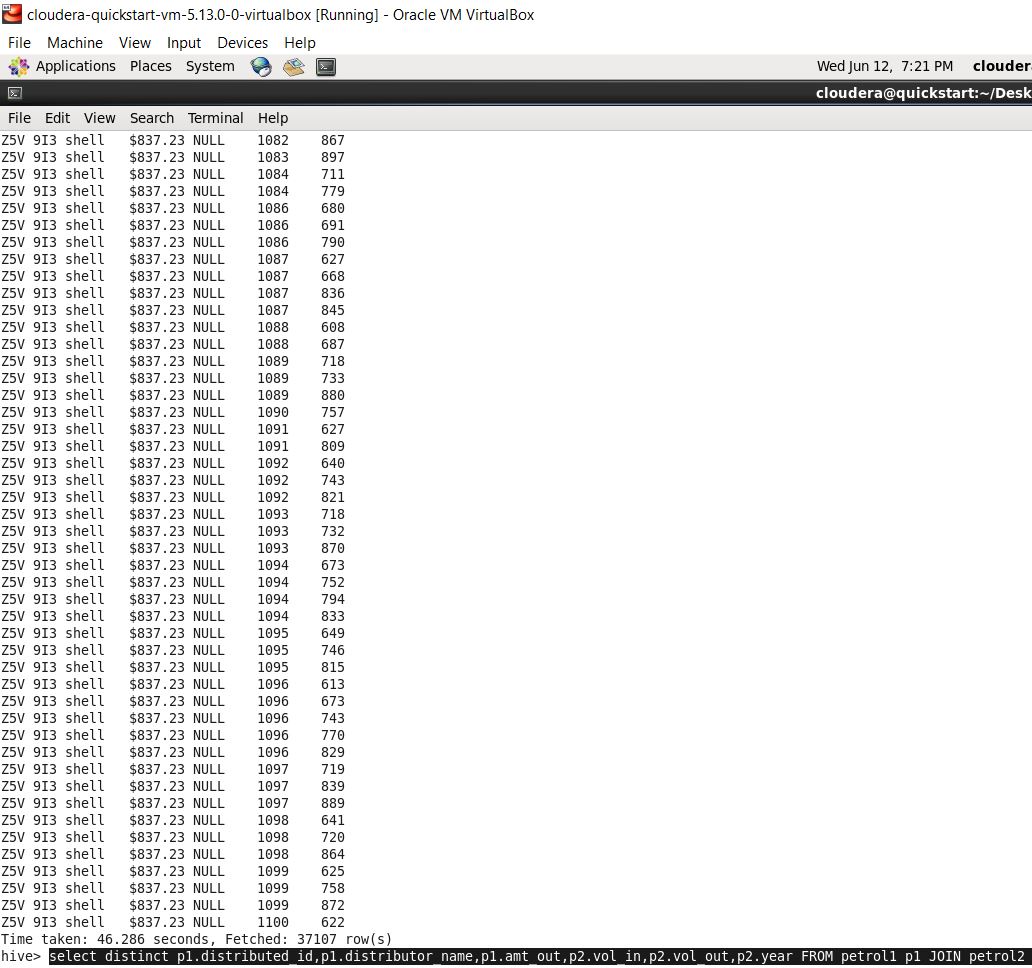 cloudera-quickstart-vm-5.13.0-0-virtualbox [Running] - Oracle VM VirtualBox
File Machine View Input Devices Help
Applications Places System Wed Jun 12, 7:21 PM clouder
cloudera@quickstart:~/Desk
File Edit View Search Terminal Help
Z5V 9I3 shell $837.23 NULL 1082 867
Z5V 9I3 shell $837.23 NULL 1083 897
Z5V 9I3 shell $837.23 NULL 1084 711
Z5V 9I3 shell $837.23 NULL 1084 779
Z5V 9I3 shell $837.23 NULL 1086 680
Z5V 9I3 shell $837.23 NULL 1086 691
Z5V 9I3 shell $837.23 NULL 1086 790
Z5V 9I3 shell $837.23 NULL 1087 627
Z5V 9I3 shell $837.23 NULL 1087 668
Z5V 9I3 shell $837.23 NULL 1087 836
Z5V 9I3 shell $837.23 NULL 1087 845
Z5V 9I3 shell $837.23 NULL 1088 608
Z5V 9I3 shell $837.23 NULL 1088 687
Z5V 9I3 shell $837.23 NULL 1089 718
Z5V 9I3 shell $837.23 NULL 1089 733
Z5V 9I3 shell $837.23 NULL 1089 880
Z5V 9I3 shell $837.23 NULL 1090 757
Z5V 9I3 shell $837.23 NULL 1091 627
Z5V 9I3 shell $837.23 NULL 1091 809
Z5V 9I3 shell $837.23 NULL 1092 640
Z5V 9I3 shell $837.23 NULL 1092 743
Z5V 9I3 shell $837.23 NULL 1092 821
Z5V 9I3 shell $837.23 NULL 1093 718
Z5V 9I3 shell $837.23 NULL 1093 732
Z5V 9I3 shell $837.23 NULL 1093 870
Z5V 9I3 shell $837.23 NULL 1094 673
Z5V 9I3 shell $837.23 NULL 1094 752
Z5V 9I3 shell $837.23 NULL 1094 794
Z5V 9I3 shell $837.23 NULL 1094 833
Z5V 9I3 shell $837.23 NULL 1095 649
Z5V 9I3 shell $837.23 NULL 1095 746
Z5V 9I3 shell $837.23 NULL 1095 815
Z5V 9I3 shell $837.23 NULL 1096 613
Z5V 9I3 shell $837.23 NULL 1096 673
Z5V 9I3 shell $837.23 NULL 1096 743
Z5V 9I3 shell $837.23 NULL 1096 770
Z5V 9I3 shell $837.23 NULL 1096 829
Z5V 9I3 shell $837.23 NULL 1097 719
Z5V 9I3 shell $837.23 NULL 1097 839
Z5V 9I3 shell $837.23 NULL 1097 889
Z5V 9I3 shell $837.23 NULL 1098 641
Z5V 9I3 shell $837.23 NULL 1098 720
Z5V 9I3 shell $837.23 NULL 1098 864
Z5V 9I3 shell $837.23 NULL 1099 625
Z5V 9I3 shell $837.23 NULL 1099 758
Z5V 9I3 shell $837.23 NULL 1099 872
Z5V 9I3 shell $837.23 NULL 1100 622
Time taken: 46.286 seconds, Fetched: 37107 row(s)
hive> select distinct p1.distributed_id,p1.distributor_name,p1.amt_out,p2.vol_in,p2.vol_out,p2.year FROM petrol1 p1 JOIN petrol2